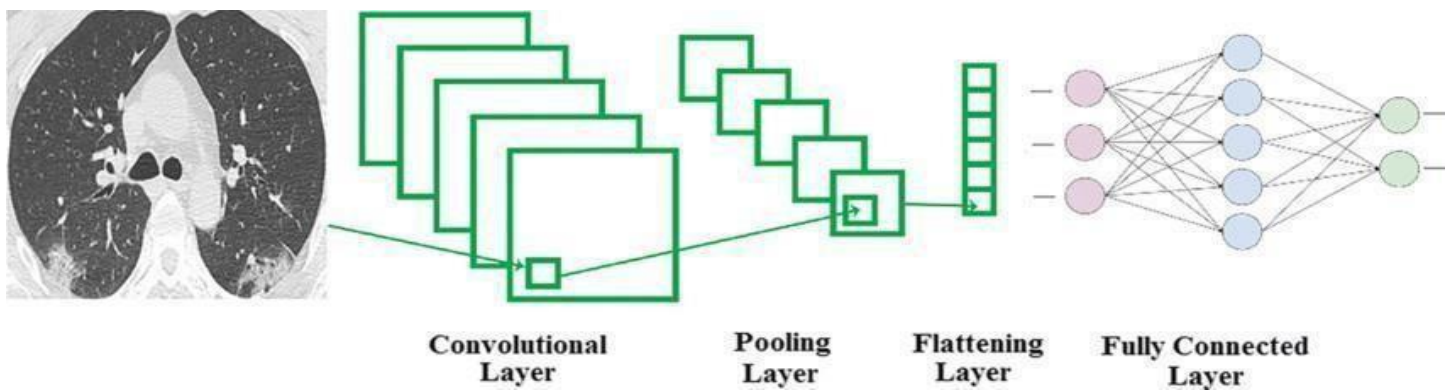 Convolutional
Layer
Pooling
Layer
Flattening
Layer
Fully Connected
Layer